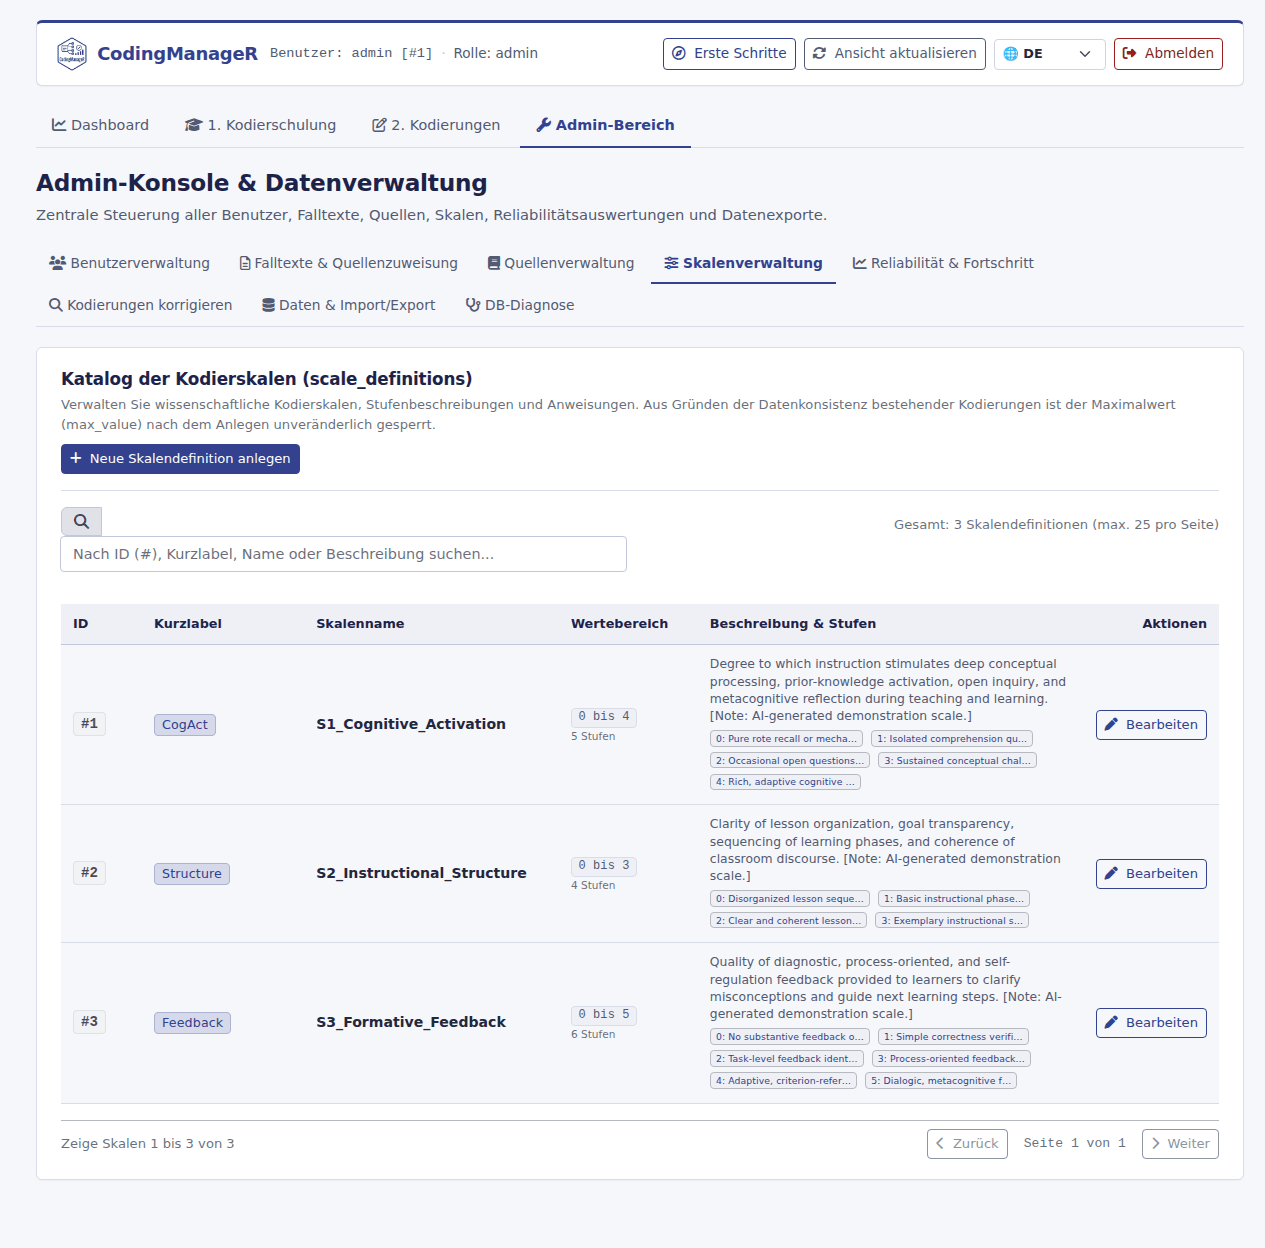 CodingManageR Benutzer: admin [#1] · Rolle: admin Erste Schritte Ansicht aktualisieren 🌐 DE Abmelden
Dashboard 1. Kodierschulung 2. Kodierungen Admin-Bereich
Admin-Konsole & Datenverwaltung
Zentrale Steuerung aller Benutzer, Falltexte, Quellen, Skalen, Reliabilitätsauswertungen und Datenexporte.
Benutzerverwaltung Falltexte & Quellenzuweisung Quellenverwaltung Skalenverwaltung Reliabilität & Fortschritt
Kodierungen korrigieren Daten & Import/Export DB-Diagnose
Katalog der Kodierskalen (scale_definitions)
Verwalten Sie wissenschaftliche Kodierskalen, Stufenbeschreibungen und Anweisungen. Aus Gründen der Datenkonsistenz bestehender Kodierungen ist der Maximalwert
(max_value) nach dem Anlegen unveränderlich gesperrt.
+ Neue Skalendefinition anlegen
Gesamt: 3 Skalendefinitionen (max. 25 pro Seite)
Nach ID (#), Kurzlabel, Name oder Beschreibung suchen...
ID Kurzlabel Skalenname Wertebereich Beschreibung & Stufen Aktionen
#1 CogAct S1_Cognitive_Activation 0 bis 4
5 Stufen
Degree to which instruction stimulates deep conceptual
processing, prior-knowledge activation, open inquiry, and
metacognitive reflection during teaching and learning.
[Note: AI-generated demonstration scale.]
0: Pure rote recall or mecha... 1: Isolated comprehension qu...
2: Occasional open questions... 3: Sustained conceptual chal...
4: Rich, adaptive cognitive ...
Bearbeiten
#2 Structure S2_Instructional_Structure 0 bis 3
4 Stufen
Clarity of lesson organization, goal transparency,
sequencing of learning phases, and coherence of
classroom discourse. [Note: AI-generated demonstration
scale.]
0: Disorganized lesson seque... 1: Basic instructional phase...
2: Clear and coherent lesson... 3: Exemplary instructional s...
Bearbeiten
#3 Feedback S3_Formative_Feedback 0 bis 5
6 Stufen
Quality of diagnostic, process-oriented, and self-
regulation feedback provided to learners to clarify
misconceptions and guide next learning steps. [Note: AI-
generated demonstration scale.]
0: No substantive feedback o... 1: Simple correctness verifi...
2: Task-level feedback ident... 3: Process-oriented feedback...
4: Adaptive, criterion-refer... 5: Dialogic, metacognitive f...
Bearbeiten
Zeige Skalen 1 bis 3 von 3 Zurück Seite 1 von 1 Weiter